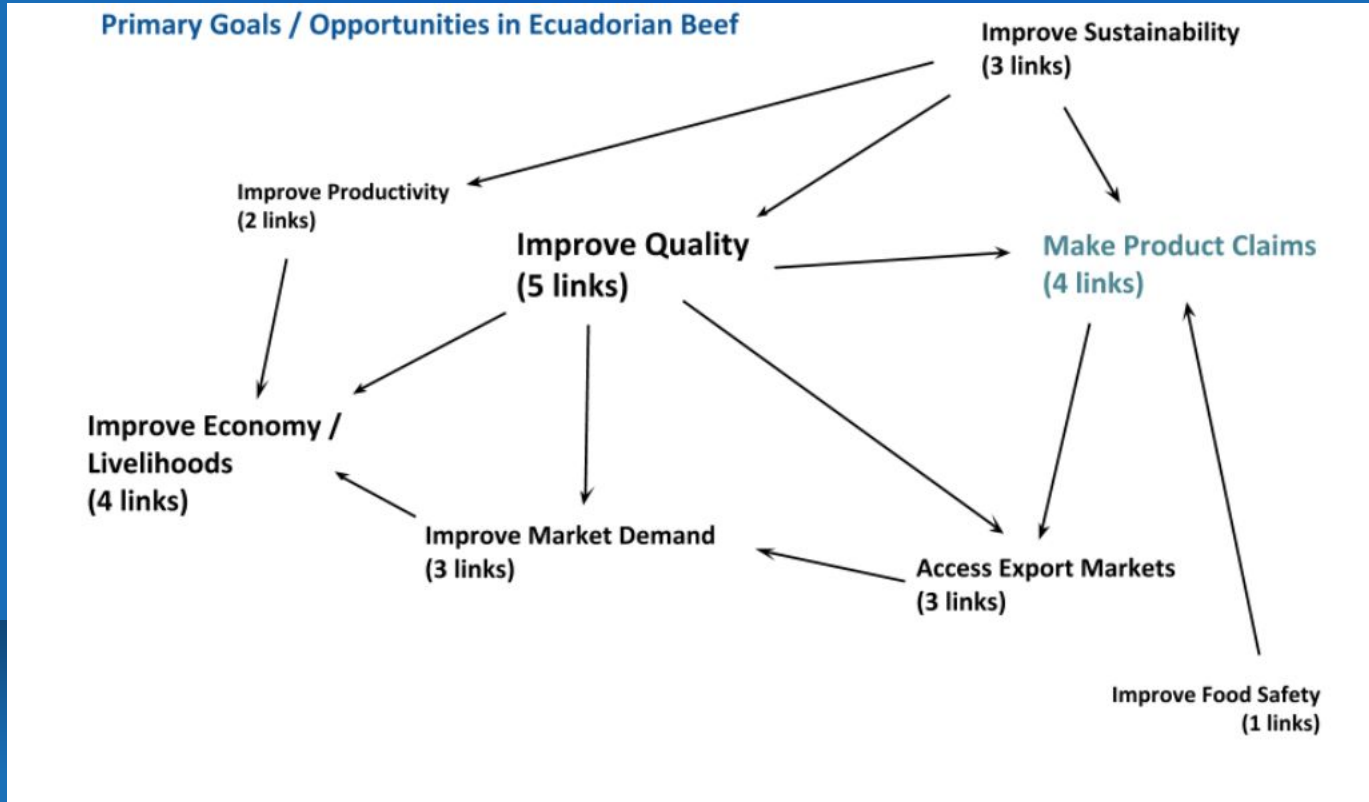 Primary Goals / Opportunities in Ecuadorian Beef
Improve Sustainability
(3 links)
Improve Productivity
(2 links)
Improve Quality
(5 links)
Make Product Claims
(4 links)
Improve Economy /
Livelihoods
(4 links)
Improve Market Demand
(3 links)
Access Export Markets
(3 links)
Improve Food Safety
(1 links)